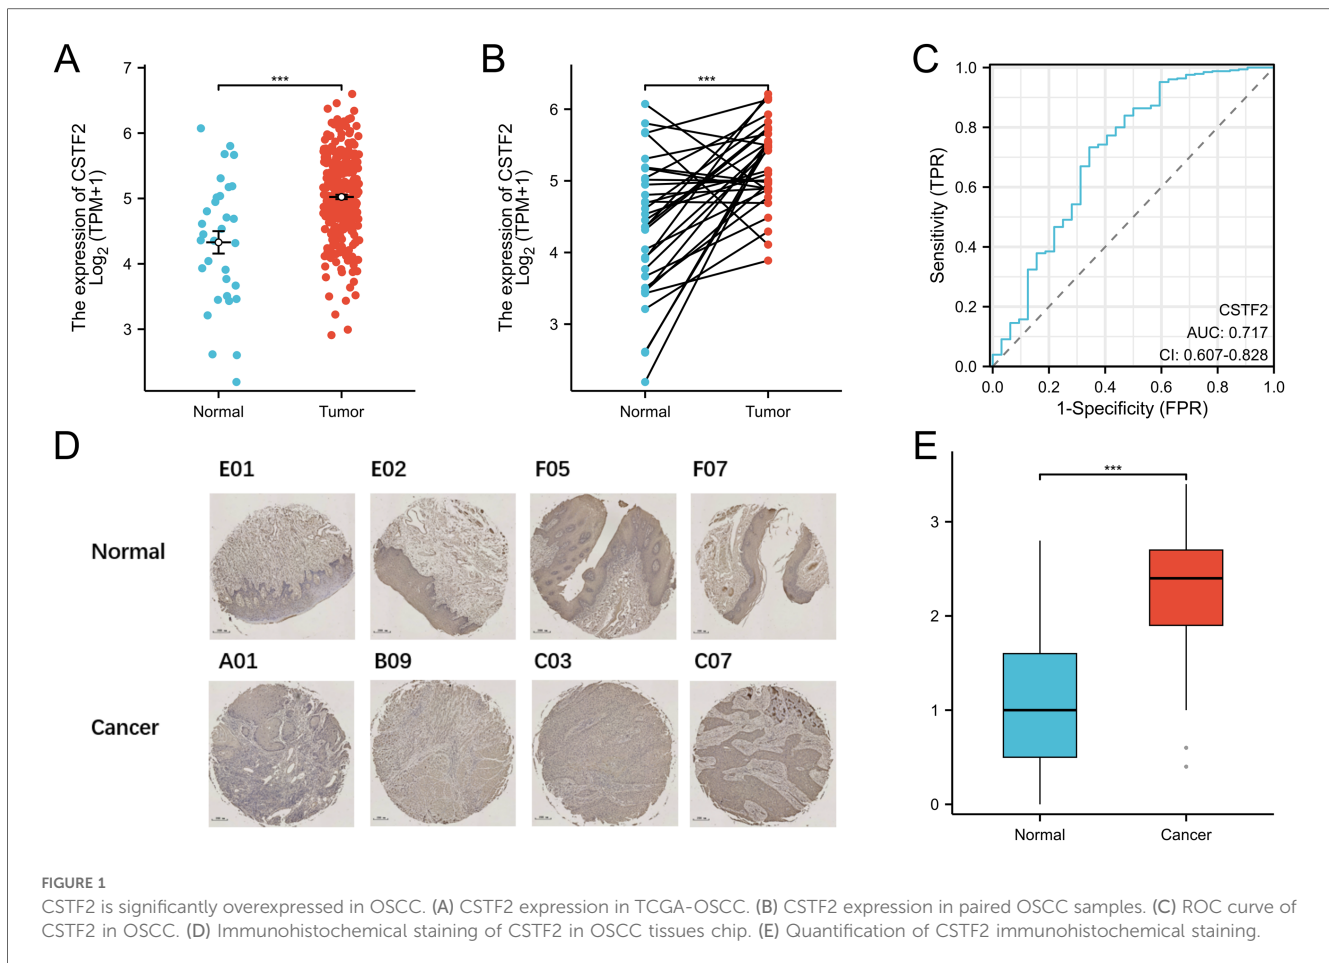 A
The expression of CSTF2
Log2 (TPM+1)
7
6
5
4
3
***
Normal
Tumor
B
The expression of CSTF2
Log2 (TPM+1)
6
5
4
3
***
Normal
Tumor
C
Sensitivity (TPR)
1.0
0.8
0.6
0.4
0.2
0.0
CSTF2
AUC: 0.717
CI: 0.607-0.828
0.0 0.2 0.4 0.6 0.8 1.0
1-Specificity (FPR)
D
E01 E02 F05 F07
Normal
A01 B09 C03 C07
Cancer
E
***
3
2
1
0
Normal
Cancer
FIGURE 1
CSTF2 is significantly overexpressed in OSCC. (A) CSTF2 expression in TCGA-OSCC. (B) CSTF2 expression in paired OSCC samples. (C) ROC curve of
CSTF2 in OSCC. (D) Immunohistochemical staining of CSTF2 in OSCC tissues chip. (E) Quantification of CSTF2 immunohistochemical staining.